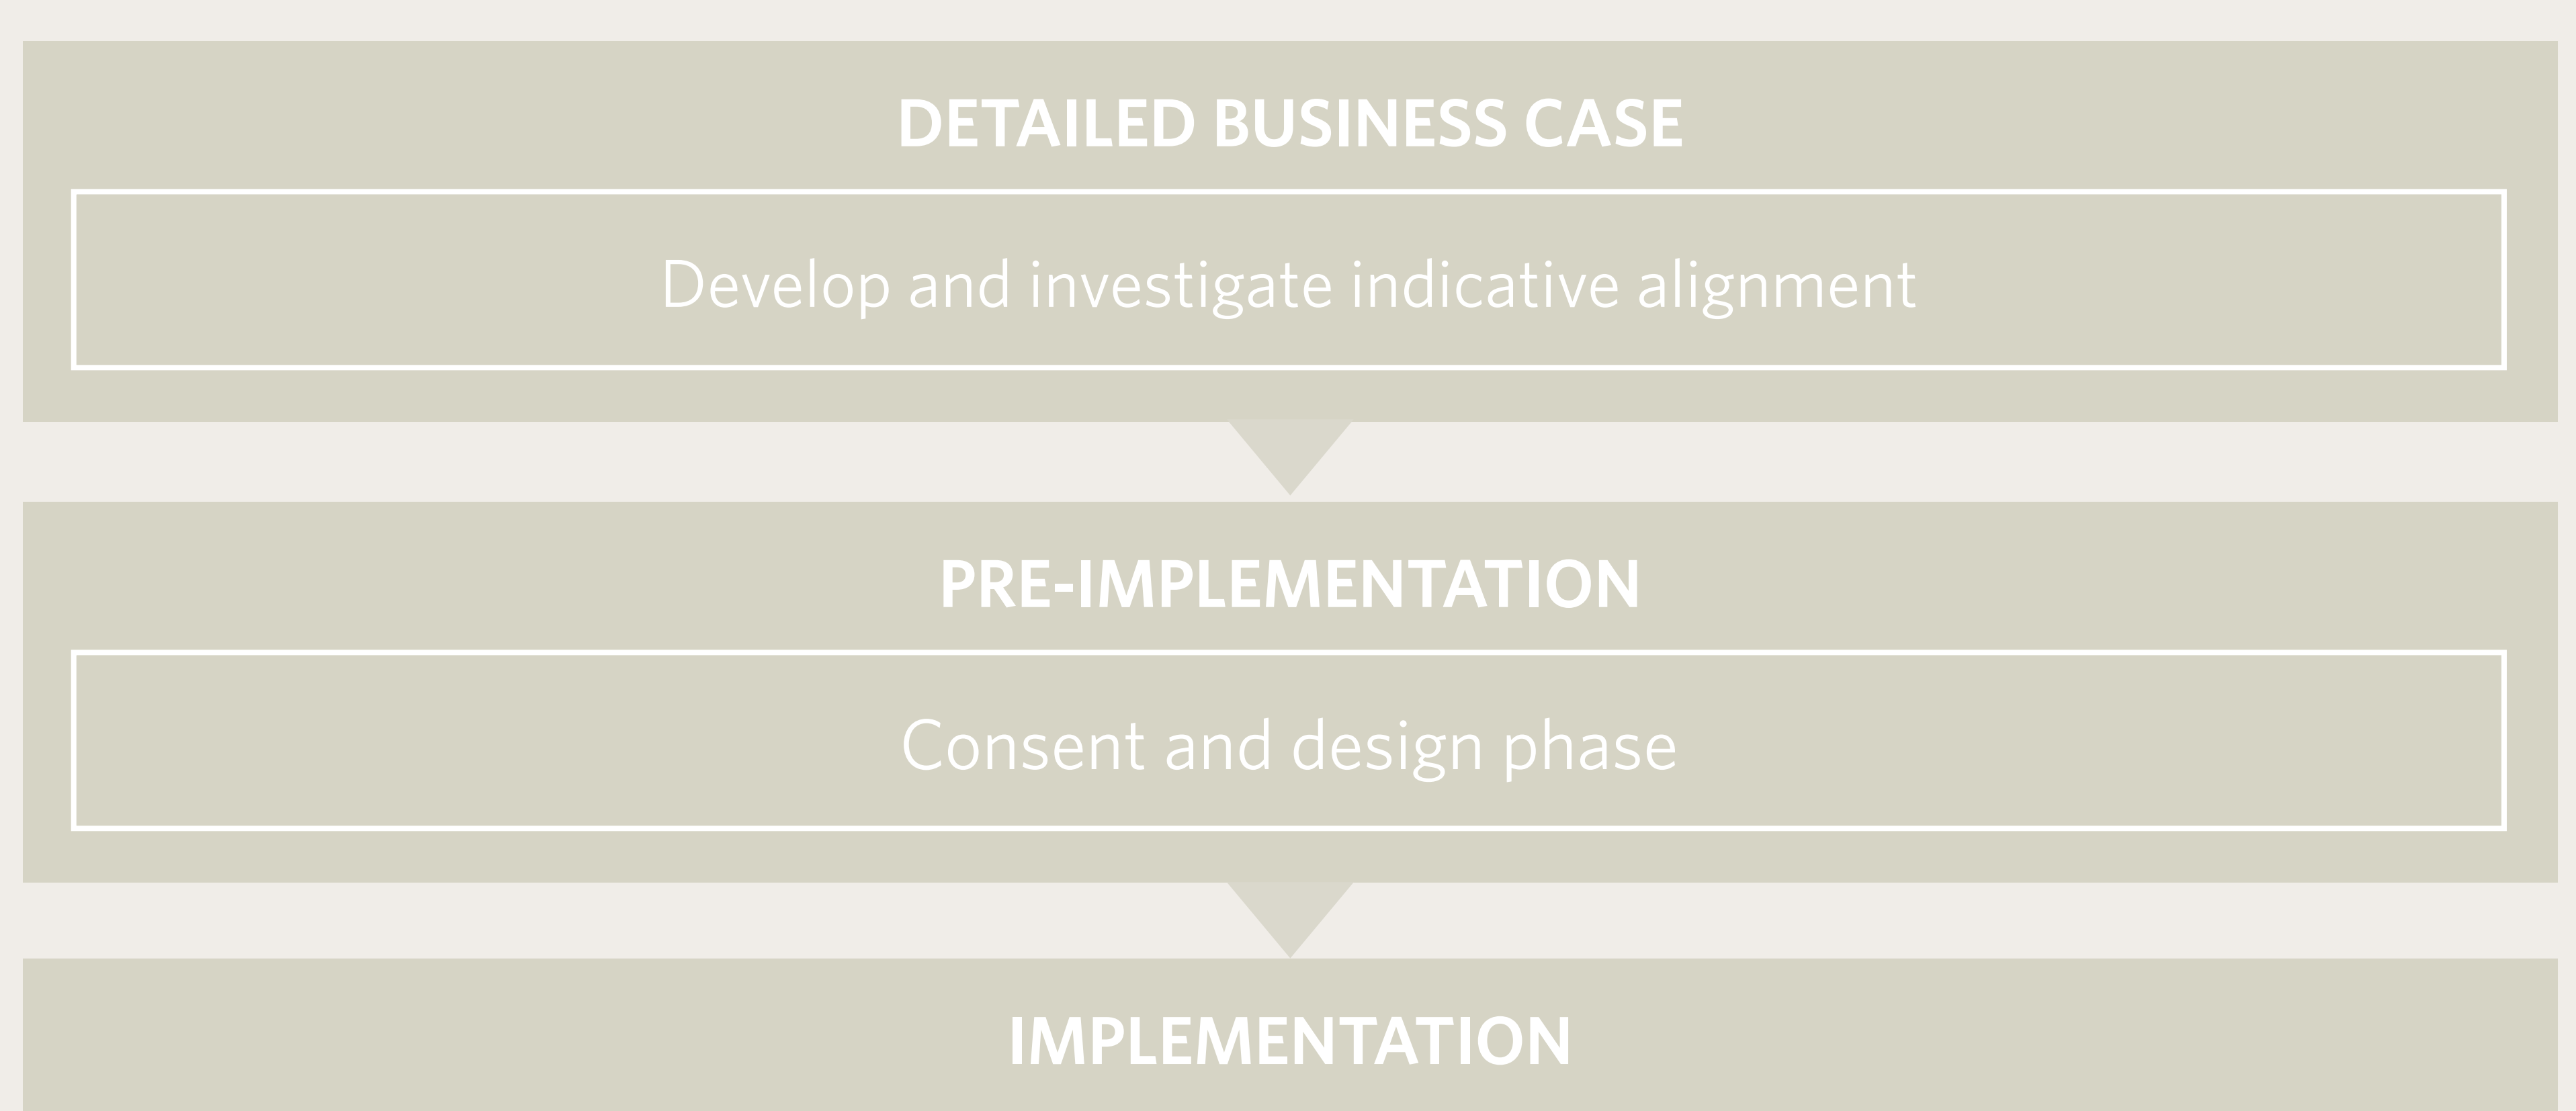 DETAILED BUSINESS CASE
Develop and investigate indicative alignment
PRE-IMPLEMENTATION
Consent and design phase
IMPLEMENTATION